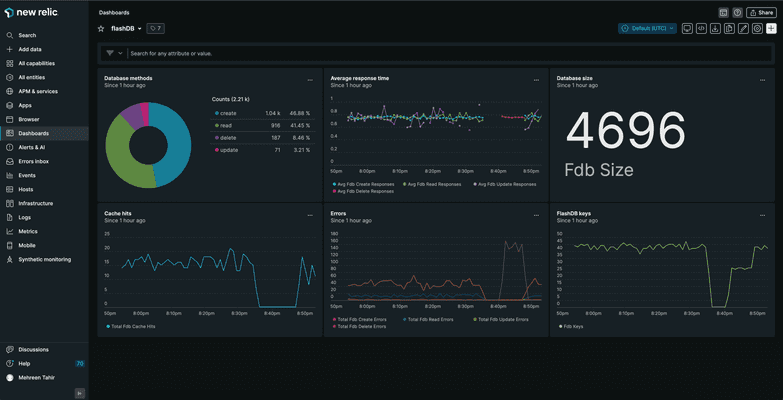 new relic
Dashboards
Share
flashDB
7
Default (UTC)
Search
Add data
All capabilities
All entities
APM & services
Apps
Browser
Dashboards
Alerts & AI
Errors inbox
Events
Hosts
Infrastructure
Logs
Metrics
Mobile
Synthetic monitoring
Discussions
Help
70
Mehreen Tahir
Search for any attribute or value.
Database methods
Since 1 hour ago
Counts (2.21 k)
create 1.04 k 46.88 %
read 916 41.45 %
delete 187 8.46 %
update 71 3.21 %
Average response time
Since 1 hour ago
1
0.8
0.6
0.4
0.2
0
50pm 8:00pm 8:10pm 8:20pm 8:30pm 8:40pm 8:50pm
Avg Fdb Create Responses Avg Fdb Read Responses Avg Fdb Update Responses
Avg Fdb Delete Responses
Database size
Since 1 hour ago
4696
Fdb Size
Cache hits
Since 1 hour ago
25
20
15
10
5
0
50pm 8:00pm 8:10pm 8:20pm 8:30pm 8:40pm 8:50pm
Total Fdb Cache Hits
Errors
Since 1 hour ago
180
160
140
120
100
80
60
40
20
0
50pm 8:00pm 8:10pm 8:20pm 8:30pm 8:40pm 8:50pm
Total Fdb Create Errors Total Fdb Read Errors Total Fdb Update Errors
Total Fdb Delete Errors
FlashDB keys
Since 1 hour ago
50
45
40
35
30
25
20
15
10
5
0
50pm 8:00pm 8:10pm 8:20pm 8:30pm 8:40pm 8:50pm
Fdb Keys